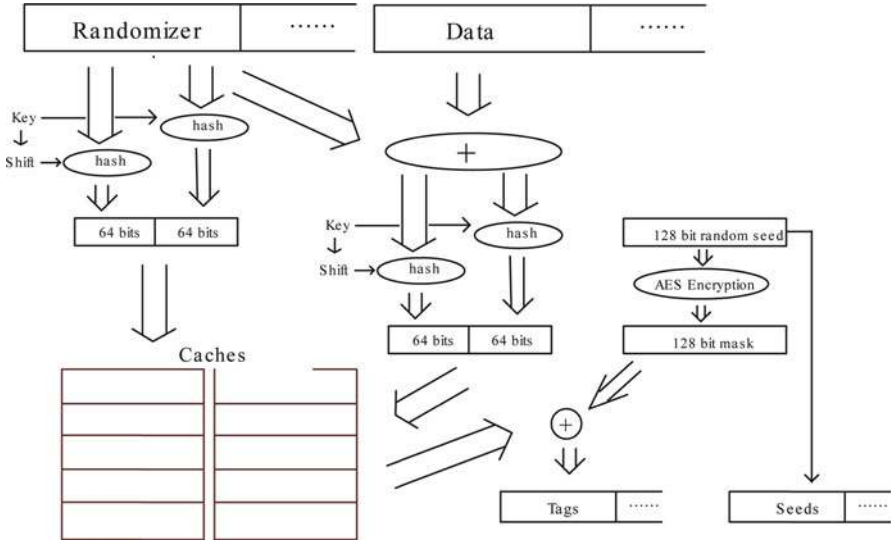 Randomizer ...... Data ......
Key hash
Shift hash
64 bits 64 bits
+
Key hash
Shift hash
64 bits 64 bits
128 bit random seed
AES Encryption
128 bit mask
Caches
+
Tags ...... Seeds ......